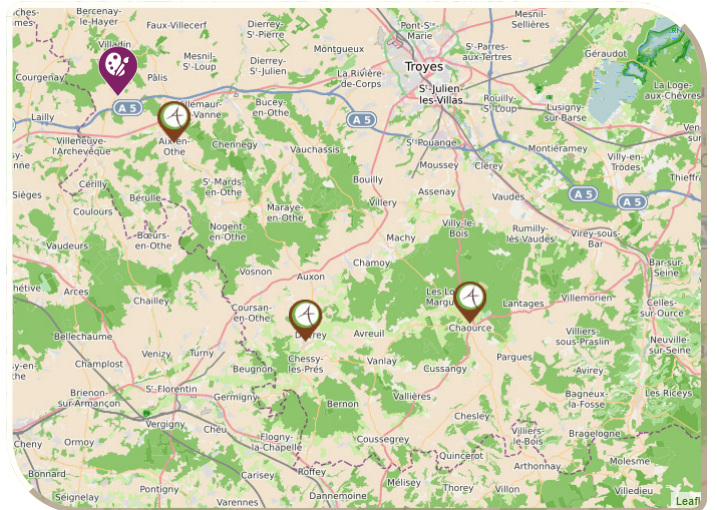 Bercenay-
le-Hayer
Faux-Villecerf
Dierrey-
St-Pierre
Pont-Ste-
Marie
Mesnil-
Sellières
Villadin
Montgueux
Troyes
St-Parres-
aux-Tertres
Géraudot
Courgenay
Pâlis
Mesnil-
St-Loup
Dierrey-
St-Julien
La Rivière-
de-Corps
St-Julien-
les-Villas
La Loge-
aux-Chèvres
Lailly
A 5
Bucey-
en-Othe
A 5
Rouilly-
St-Loup
Lusigny-
sur-Barse
Villeneuve-
l'Archevêque
Aix-en-
Othe
Chennegy
Vauchassis
St-Pouange
Moussey
Clérey
Montiéramey
Villy-en-
Trodes
Thieffr
Sièges
Cérilly
Bérulle
St-Mards-
en-Othe
Bouilly
Assenay
Vaudes
A 5
A 5
Coulours
Maraye-
en-Othe
Villery
Vaudeurs
Bœurs-
en-Othe
Nogent-
en-Othe
Machy
Villy-le-
Bois
Rumilly-
lès-Vaudes
Virey-sous-
Bar
Vosnon
Auxon
Chamoy
Bar-sur-
Seine
Arces
Chailley
Coursan-
en-Othe
Lantages
Villemorien
Celles-
sur-Ource
Bellechaume
Venizy
Turny
Avreuil
Chaource
Villiers-
sous-Praslin
Neuville-
sur-Seine
Champlost
Beugnon
Chessy-
les-Prés
Vanlay
Cussangy
Pargues
Avirey
Brienon-
sur-Armançon
St-Florentin
Germigny
Bernon
Vallières
Bagneux-
la-Fosse
Les Riceys
Vergigny
Chéu
Chesley
Cheny
Ormoy
Flogny-
la-Chapelle
Coussegrey
Villiers-
le-Bois
Bragelogne
Quincerot
Bonnard
Carisey
Roffey
Arthonnay
Molesme
Seignelay
Pontigny
Varennes
Dannemoine
Mélisey
Thorey
Villon
Villedieu
Leafl